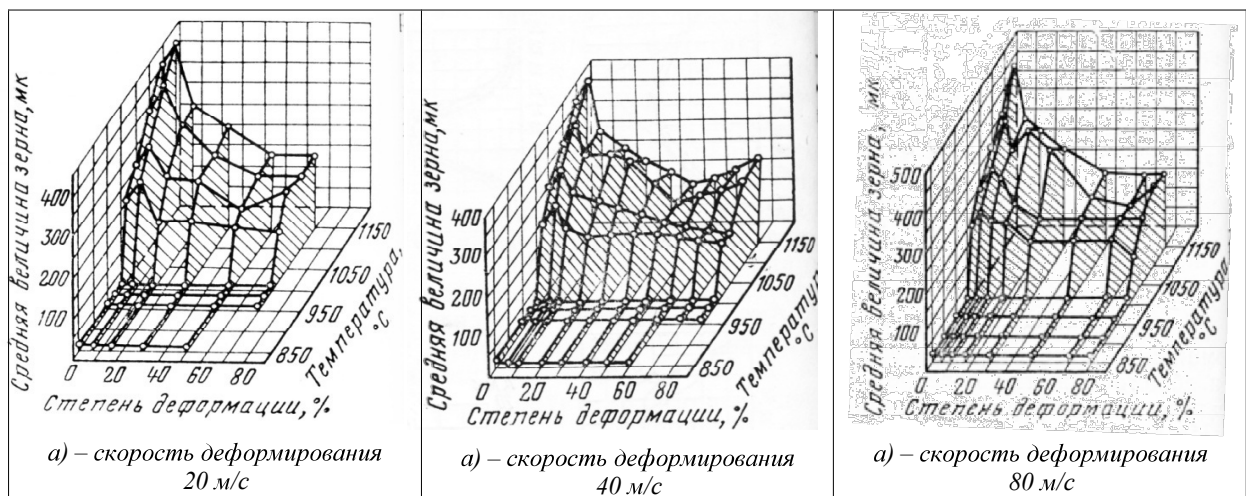 Средняя величина зерна, мк
400
300
200
100
0 20 40 60 80
850
950
1050
1150
Температура, °С
Степень деформации, %
а) – скорость деформирования
20 м/с
Средняя величина зерна, мк
400
300
200
100
0 20 40 60 80
850
950
1050
1150
Температура °С
Степень деформации, %
а) – скорость деформирования
40 м/с
Средняя величина зерна, мк
500
400
300
200
100
0 20 40 60 80
850
950
1050
1150
Температура, °С
Степень деформации, %
а) – скорость деформирования
80 м/с